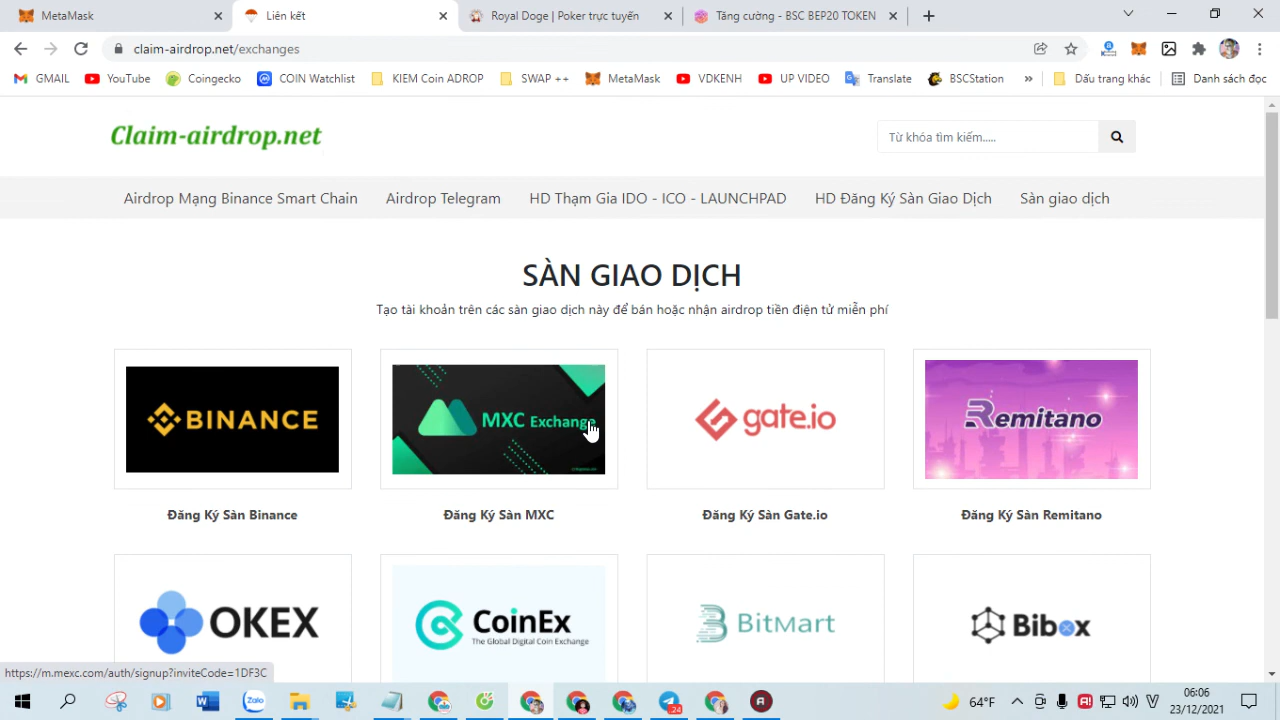 MetaMask
Liên kết
Royal Doge | Poker trực tuyến
Tăng cường - BSC BEP20 TOKEN
claim-airdrop.net/exchanges
GMAIL
YouTube
Coingecko
COIN Watchlist
KIEM Coin ADROP
SWAP ++
MetaMask
VDKENH
UP VIDEO
Translate
BSCStation
»
Dấu trang khác
Danh sách đọc
Claim-airdrop.net
Từ khóa tìm kiếm.....
Airdrop Mạng Binance Smart Chain
Airdrop Telegram
HD Thạm Gia IDO - ICO - LAUNCHPAD
HD Đăng Ký Sàn Giao Dịch
Sàn giao dịch
SÀN GIAO DỊCH
Tạo tài khoản trên các sàn giao dịch này để bán hoặc nhận airdrop tiền điện tử miễn phí
BINANCE
MXC Exchange
gate.io
Remitano
Đăng Ký Sàn Binance
Đăng Ký Sàn MXC
Đăng Ký Sàn Gate.io
Đăng Ký Sàn Remitano
OKEX
CoinEx
The Global Digital Coin Exchange
BitMart
Bibox
https://m.mexc.com/auth/signup?inviteCode=1DF3C
Zalo
24
64°F
06:06
23/12/2021